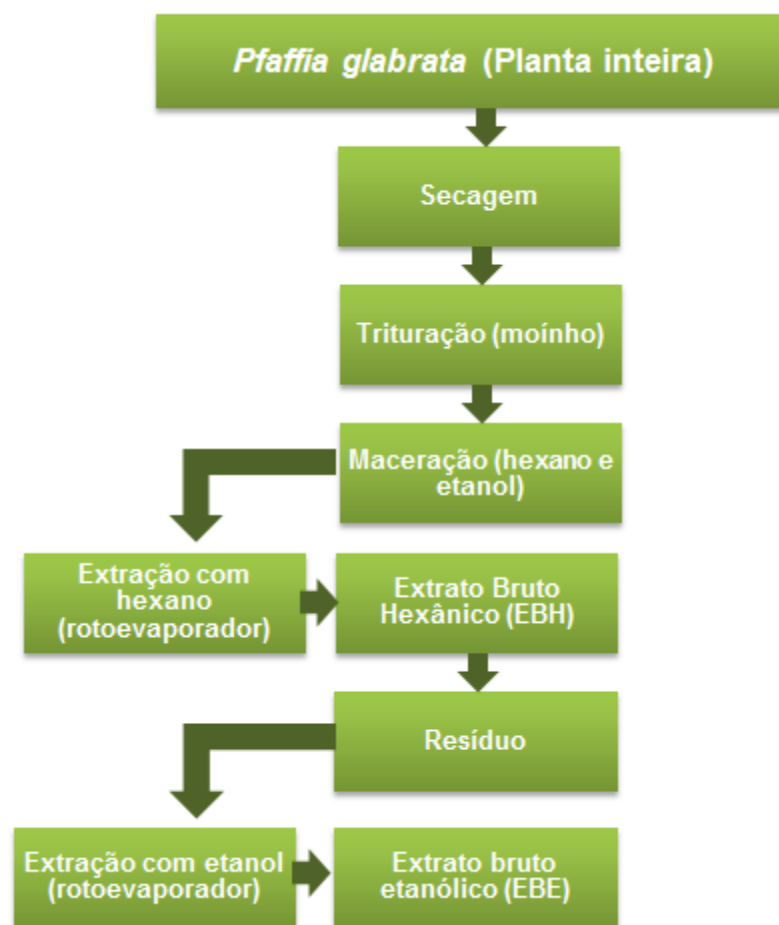 Pfaffia glabrata (Planta inteira)
Secagem
Trituração (moínho)
Maceração (hexano e
etanol)
Extração com
hexano
(rotoevaporador)
Extrato Bruto
Hexânico (EBH)
Resíduo
Extração com etanol
(rotoevaporador)
Extrato bruto
etanólico (EBE)